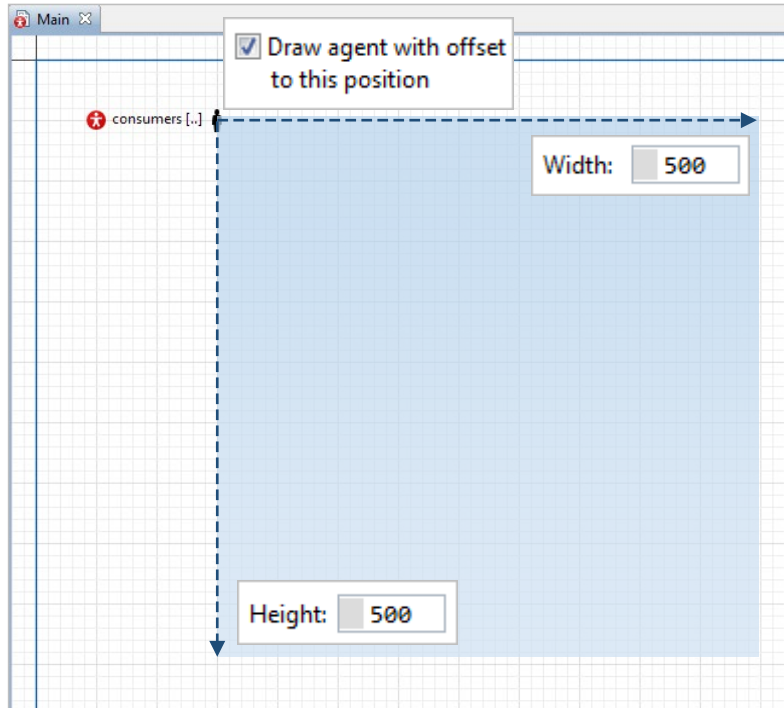 Main
Draw agent with offset
to this position
consumers [..]
Width: 500
Height: 500